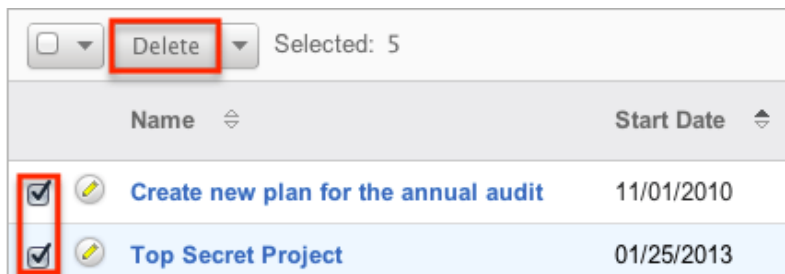 Delete Selected: 5
Name Start Date
Create new plan for the annual audit 11/01/2010
Top Secret Project 01/25/2013